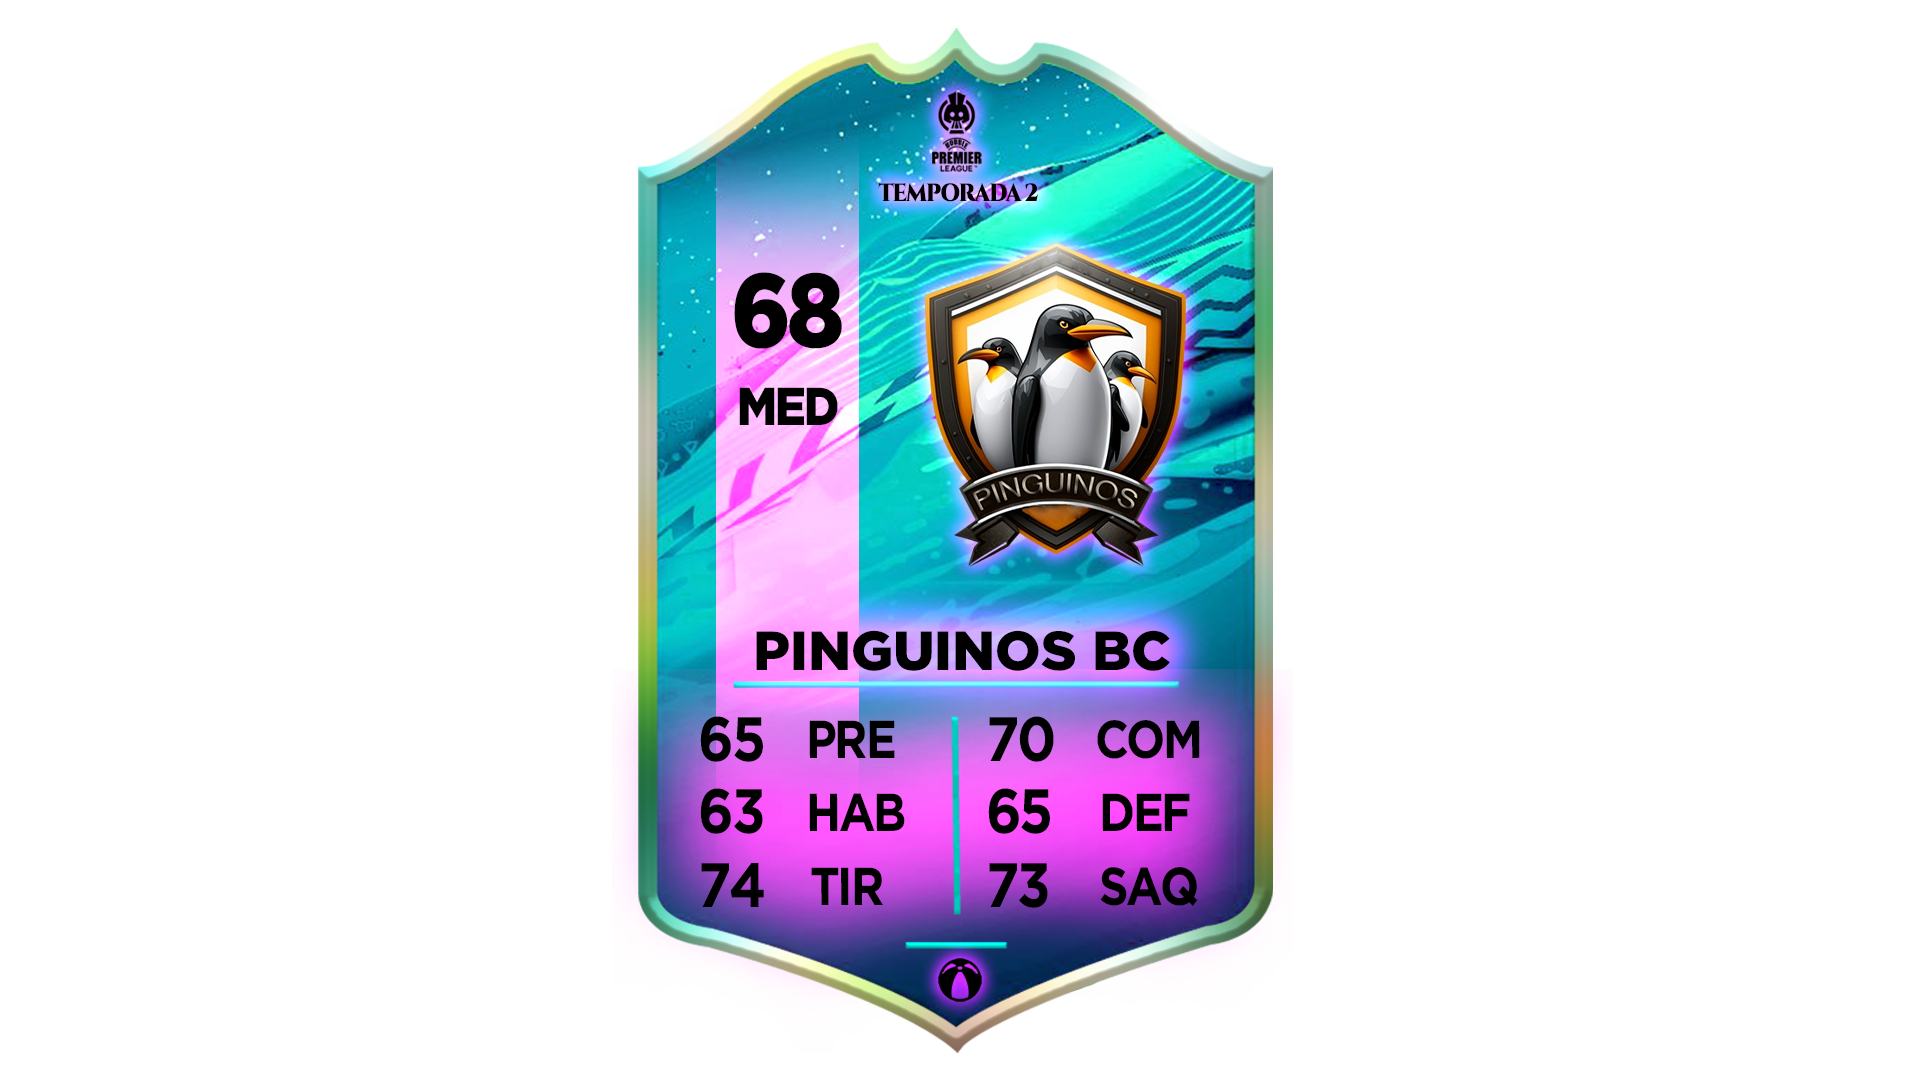 PREMIER
LEAGUE
TEMPORADA 2
68
MED
PINGUINOS
PINGUINOS BC
65 PRE 70 COM
63 HAB 65 DEF
74 TIR 73 SAQ